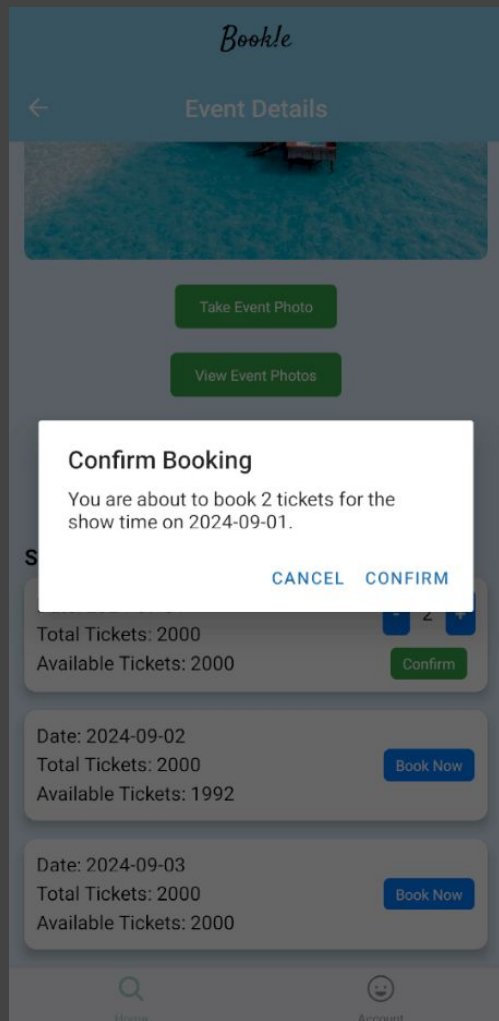 Book!e
Event Details
Take Event Photo
View Event Photos
Confirm Booking
You are about to book 2 tickets for the
show time on 2024-09-01.
CANCEL CONFIRM
S
- 2 +
Total Tickets: 2000
Available Tickets: 2000
Confirm
Date: 2024-09-02
Total Tickets: 2000
Available Tickets: 1992
Book Now
Date: 2024-09-03
Total Tickets: 2000
Available Tickets: 2000
Book Now
Home
Account